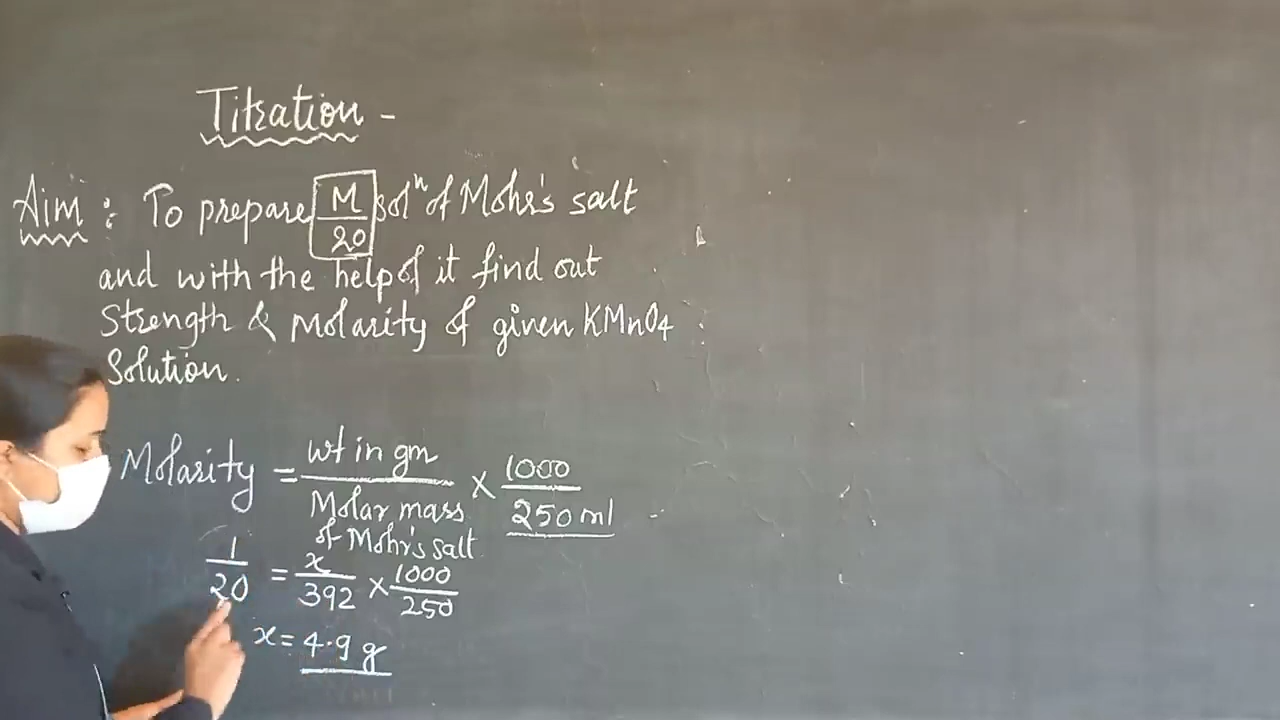 Titration -
Aim : To prepare M/20 solⁿ of Mohr's salt
and with the help of it find out
Strength & Molarity of given KMnO4
Solution.
Molarity = wt in gm / Molar mass of Mohr's salt × 1000 / 250 ml
1/20 = x/392 × 1000/250
x = 4.9 g